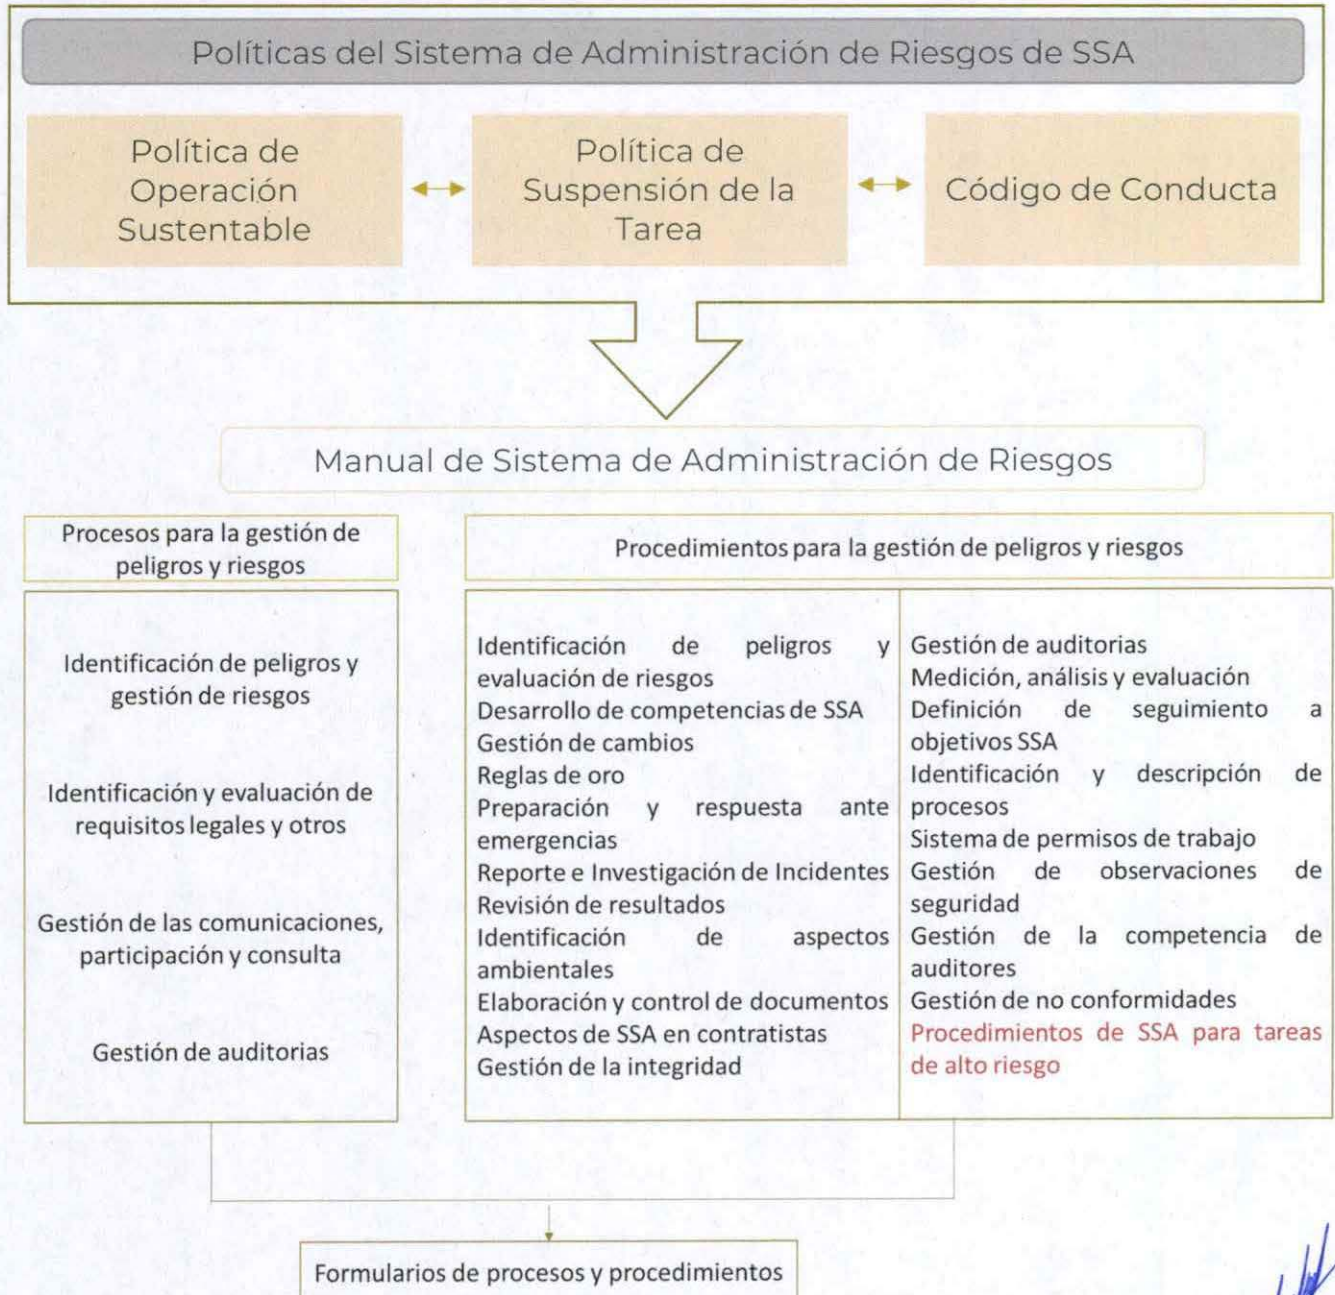 Políticas del Sistema de Administración de Riesgos de SSA
Política de
Operación
Sustentable
Política de
Suspensión de la
Tarea
Código de Conducta
Manual de Sistema de Administración de Riesgos
Procesos para la gestión de
peligros y riesgos
Identificación de peligros y
gestión de riesgos
Identificación y evaluación de
requisitos legales y otros
Gestión de las comunicaciones,
participación y consulta
Gestión de auditorias
Procedimientos para la gestión de peligros y riesgos
Identificación de peligros y
evaluación de riesgos
Desarrollo de competencias de SSA
Gestión de cambios
Reglas de oro
Preparación y respuesta ante
emergencias
Reporte e Investigación de Incidentes
Revisión de resultados
Identificación de aspectos
ambientales
Elaboración y control de documentos
Aspectos de SSA en contratistas
Gestión de la integridad
Gestión de auditorias
Medición, análisis y evaluación
Definición de seguimiento a
objetivos SSA
Identificación y descripción de
procesos
Sistema de permisos de trabajo
Gestión de observaciones de
seguridad
Gestión de la competencia de
auditores
Gestión de no conformidades
Procedimientos de SSA para tareas
de alto riesgo
Formularios de procesos y procedimientos